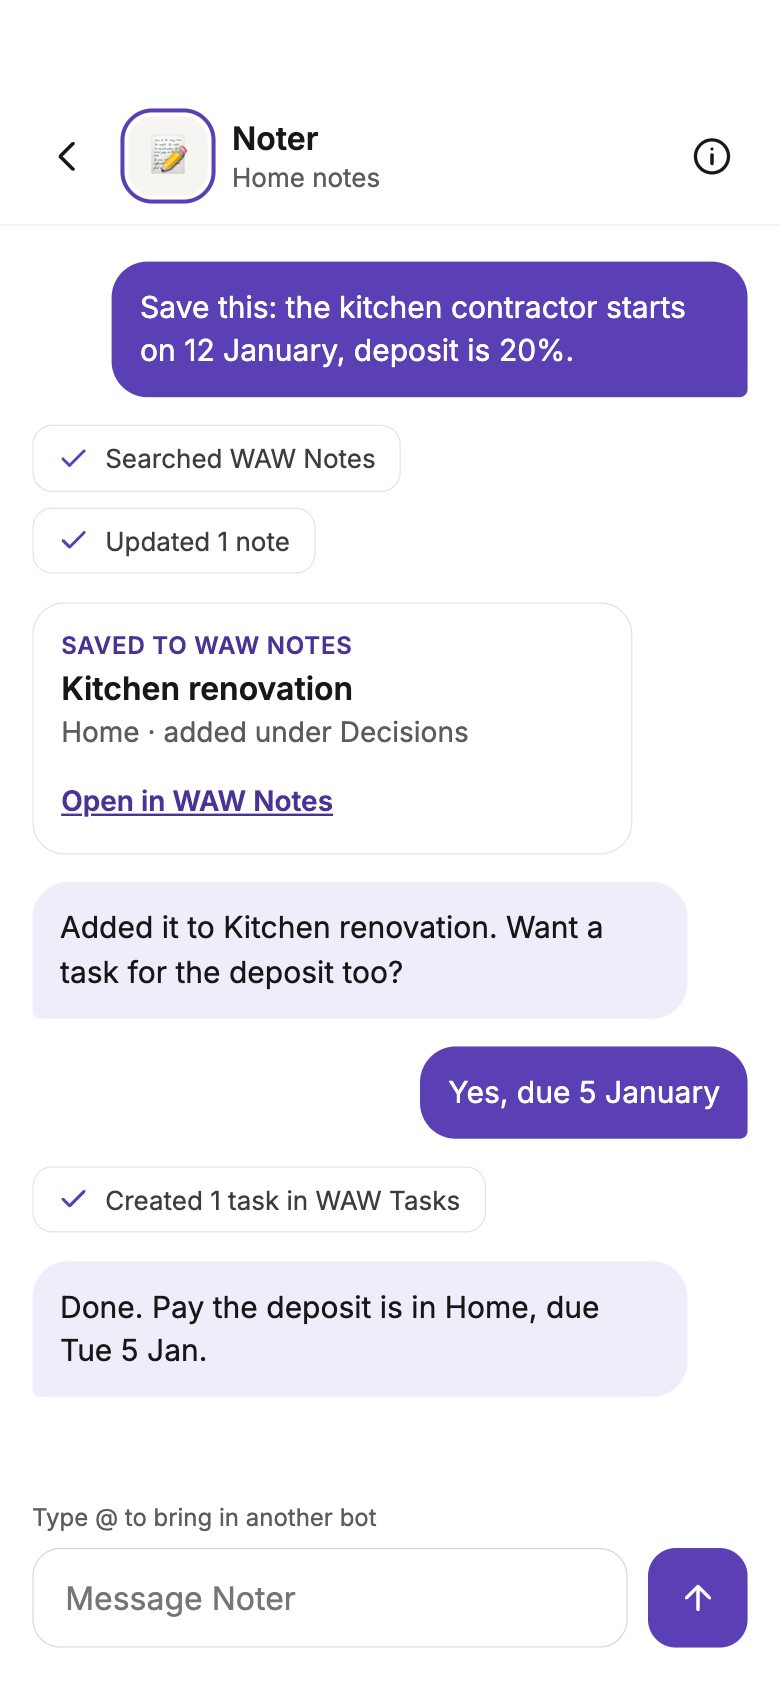 Noter
Home notes
Save this: the kitchen contractor starts
on 12 January, deposit is 20%.
Searched WAW Notes
Updated 1 note
SAVED TO WAW NOTES
Kitchen renovation
Home · added under Decisions
Open in WAW Notes
Added it to Kitchen renovation. Want a
task for the deposit too?
Yes, due 5 January
Created 1 task in WAW Tasks
Done. Pay the deposit is in Home, due
Tue 5 Jan.
Type @ to bring in another bot
Message Noter